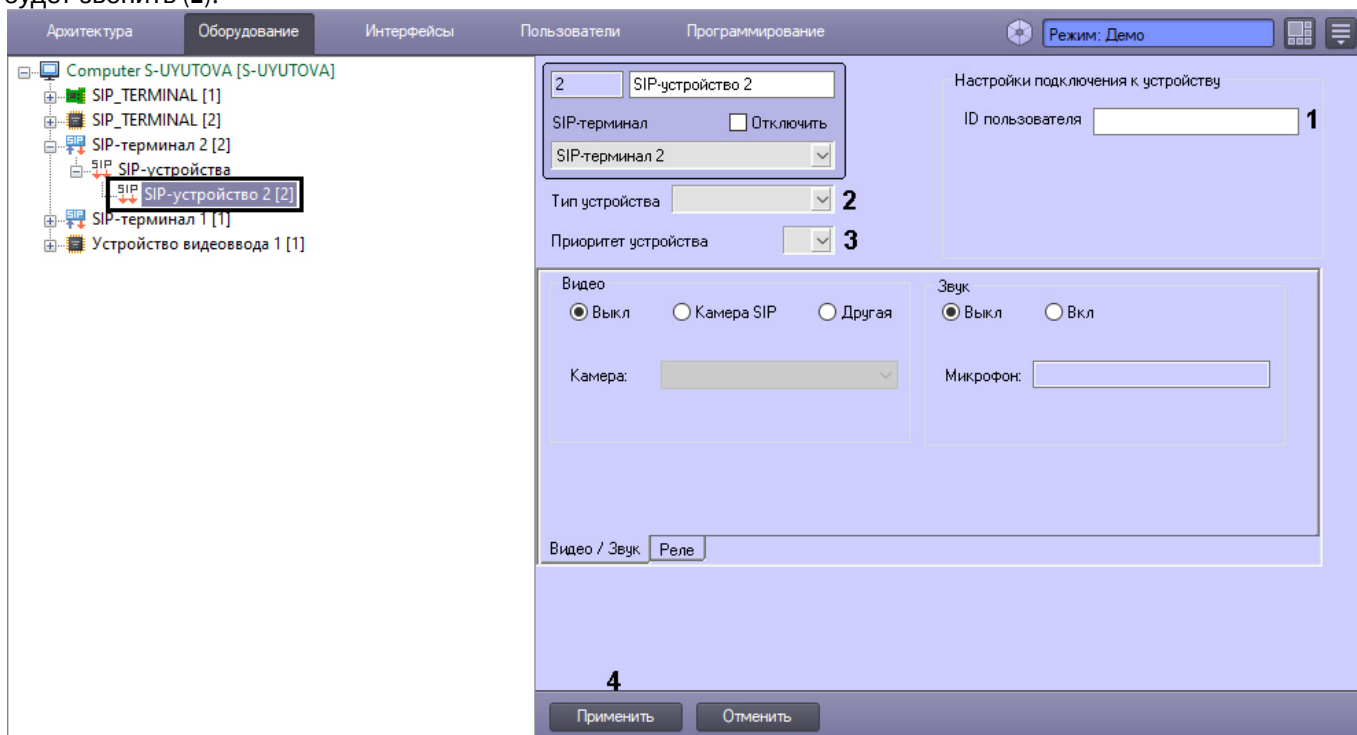 будет звонить (2).
Архитектура Оборудование Интерфейсы Пользователи Программирование Режим: Демо
Computer S-UYUTOVA [S-UYUTOVA]
SIP_TERMINAL [1]
SIP_TERMINAL [2]
SIP-терминал 2 [2]
SIP-устройства
SIP-устройство 2 [2]
SIP-терминал 1 [1]
Устройство видеоввода 1 [1]
2 SIP-устройство 2
SIP-терминал Отключить
SIP-терминал 2
Тип устройства 2
Приоритет устройства 3
Настройки подключения к устройству
ID пользователя 1
Видео
Выкл Камера SIP Другая
Камера:
Звук
Выкл Вкл
Микрофон:
Видео / Звук Реле
4
Применить Отменить